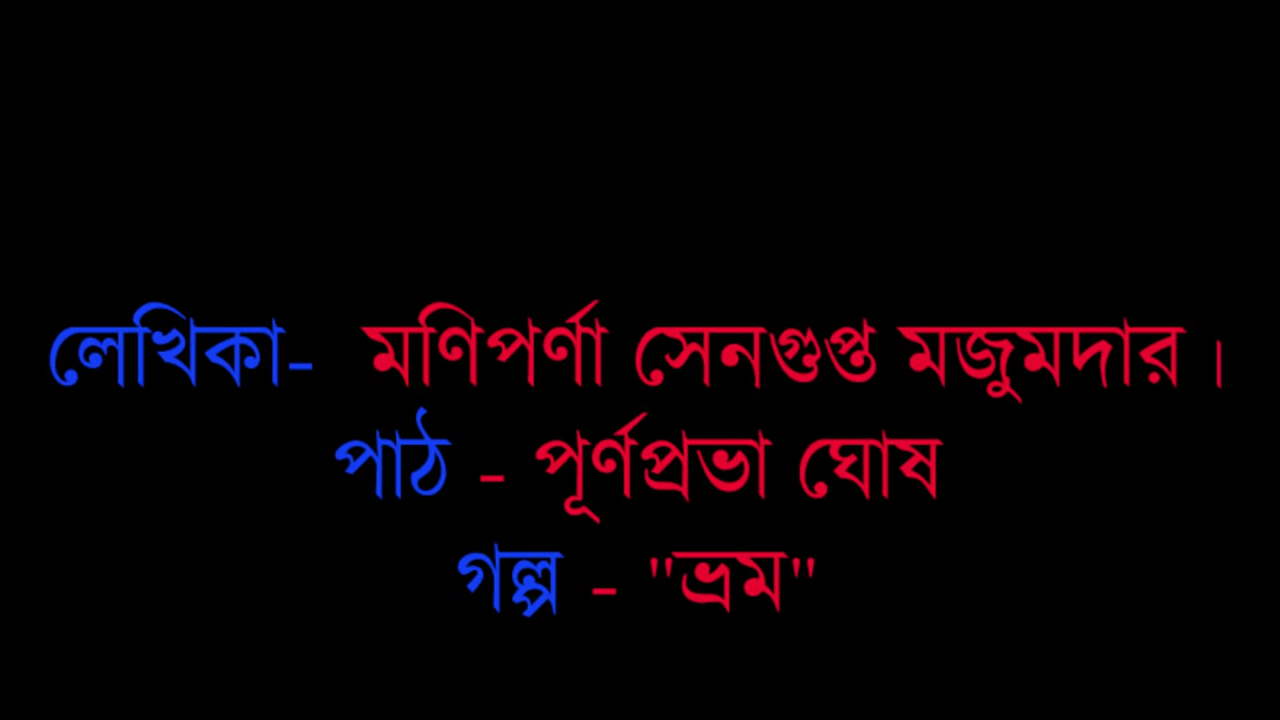 লেখিকা- মণিপর্ণা সেনগুপ্ত মজুমদার।
পাঠ - পূর্ণপ্রভা ঘোষ
গল্প - "ভ্রম"